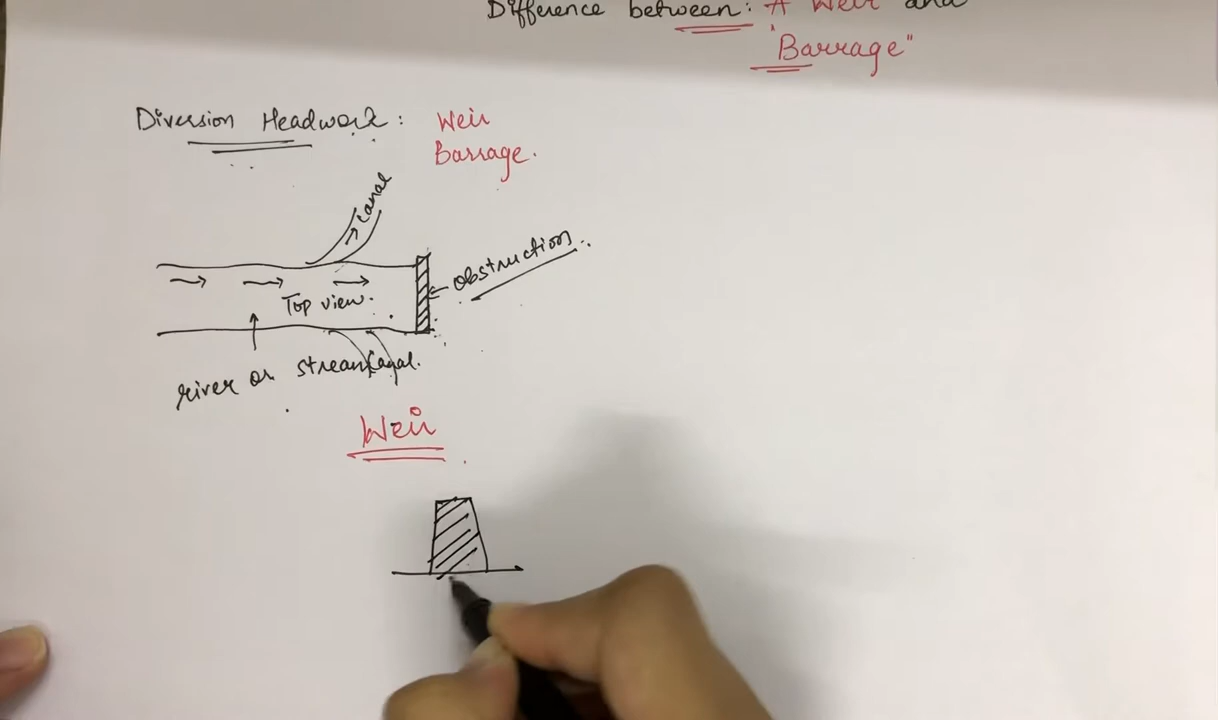 Difference between: A Weir and
"Barrage"
Diversion Headwork: Weir
Barrage.
Canal
obstruction.
Top view.
river or stream
Canal.
Weir